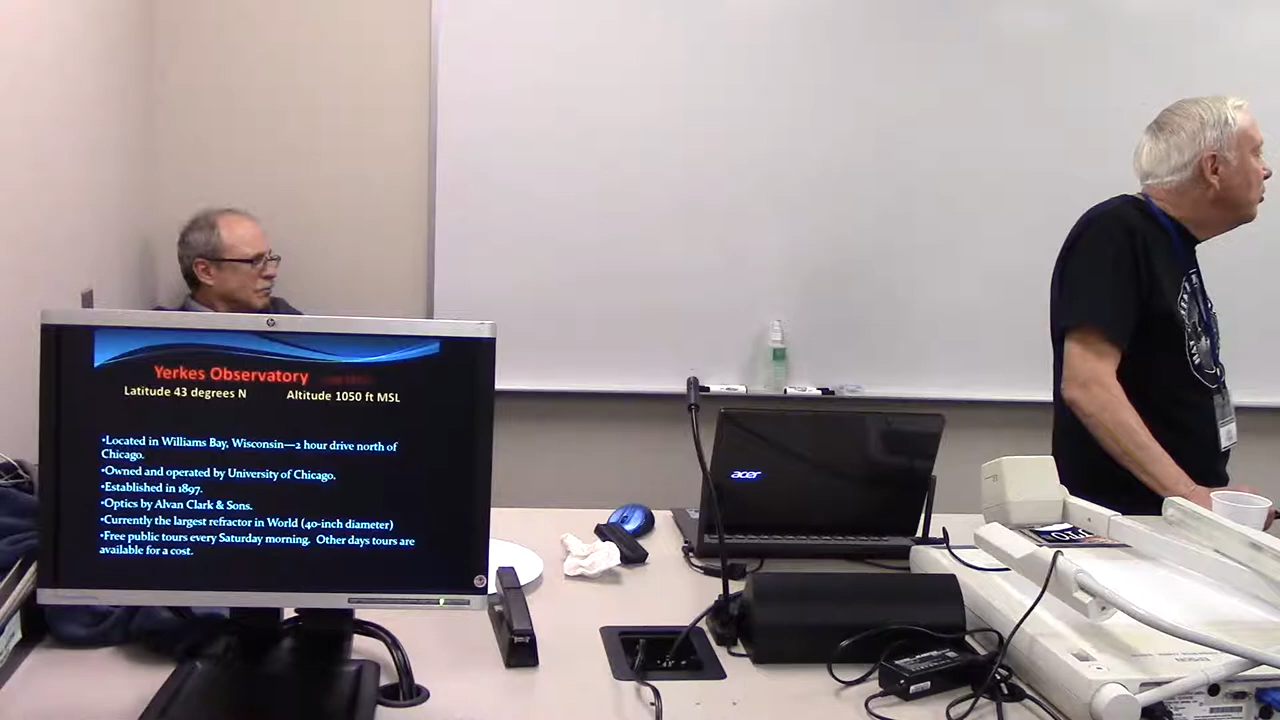 Yerkes Observatory
Latitude 43 degrees N Altitude 1050 ft MSL
•Located in Williams Bay, Wisconsin—2 hour drive north of
Chicago.
•Owned and operated by University of Chicago.
•Established in 1897.
•Optics by Alvan Clark & Sons.
•Currently the largest refractor in World (40-inch diameter)
•Free public tours every Saturday morning. Other days tours are
available for a cost.
acer